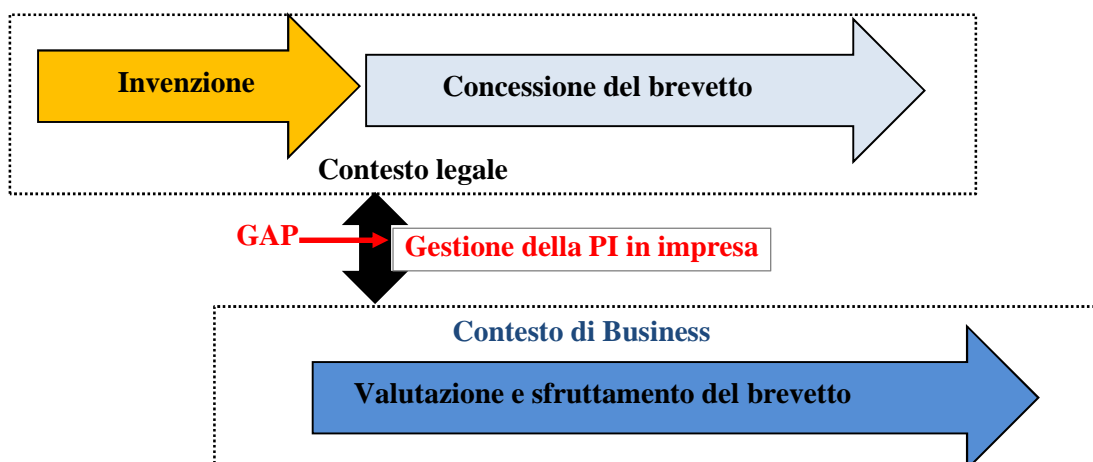 Invenzione
Concessione del brevetto
Contesto legale
GAP
Gestione della PI in impresa
Contesto di Business
Valutazione e sfruttamento del brevetto